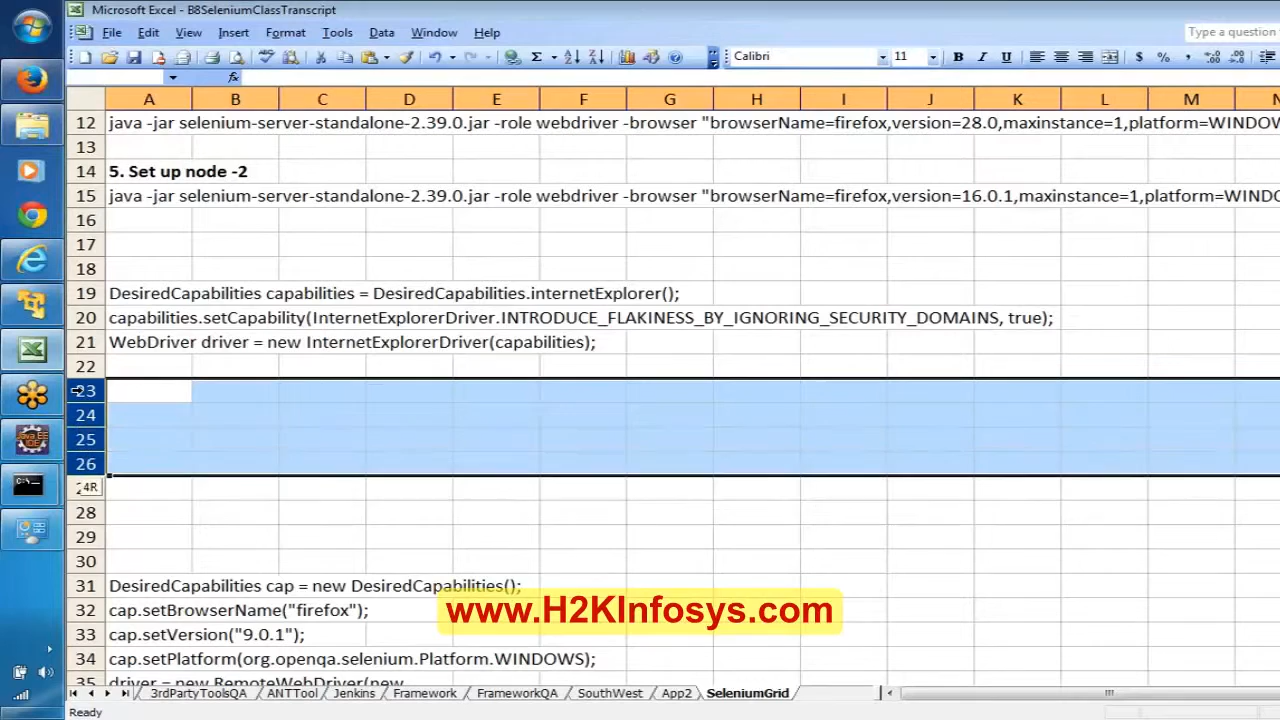 Microsoft Excel - B8SeleniumClassTranscript
File Edit View Insert Format Tools Data Window Help
Type a question
Calibri 11 B I U $ % ,
fx
A B C D E F G H I J K L M
12 java -jar selenium-server-standalone-2.39.0.jar -role webdriver -browser "browserName=firefox,version=28.0,maxinstance=1,platform=WINDOW
13
14 5. Set up node -2
15 java -jar selenium-server-standalone-2.39.0.jar -role webdriver -browser "browserName=firefox,version=16.0.1,maxinstance=1,platform=WINDO
16
17
18
19 DesiredCapabilities capabilities = DesiredCapabilities.internetExplorer();
20 capabilities.setCapability(InternetExplorerDriver.INTRODUCE_FLAKINESS_BY_IGNORING_SECURITY_DOMAINS, true);
21 WebDriver driver = new InternetExplorerDriver(capabilities);
22
23
24
25
26
4R
28
29
30
31 DesiredCapabilities cap = new DesiredCapabilities();
32 cap.setBrowserName("firefox");
www.H2KInfosys.com
33 cap.setVersion("9.0.1");
34 cap.setPlatform(org.openqa.selenium.Platform.WINDOWS);
35 driver = new RemoteWebDriver(new
3rdPartyToolsQA ANTTool Jenkins Framework FrameworkQA SouthWest App2 SeleniumGrid
Ready